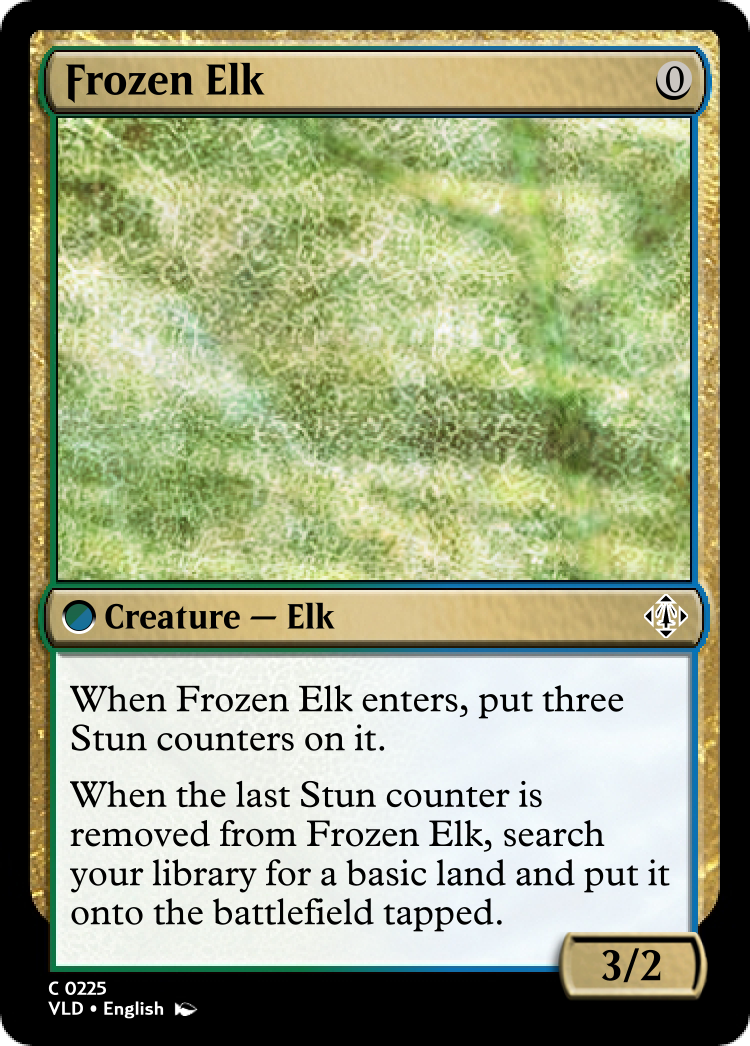 Frozen Elk 0
Creature — Elk
When Frozen Elk enters, put three
Stun counters on it.
When the last Stun counter is
removed from Frozen Elk, search
your library for a basic land and put it
onto the battlefield tapped.
3/2
C 0225
VLD • English